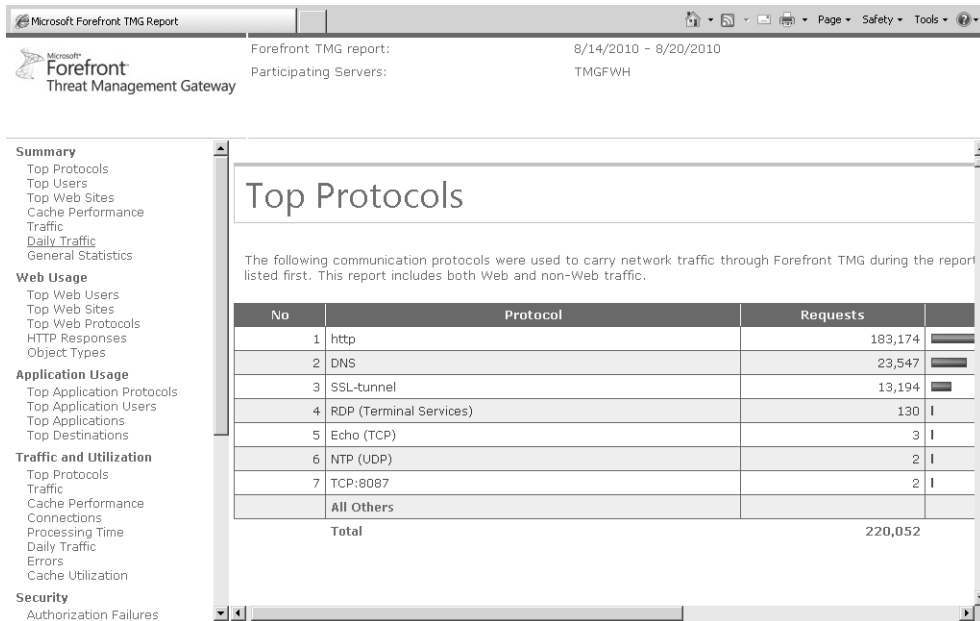 Microsoft Forefront TMG Report
Page Safety Tools
Microsoft
Forefront
Threat Management Gateway
Forefront TMG report: 8/14/2010 - 8/20/2010
Participating Servers: TMGFWH
Summary
Top Protocols
Top Users
Top Web Sites
Cache Performance
Traffic
Daily Traffic
General Statistics
Web Usage
Top Web Users
Top Web Sites
Top Web Protocols
HTTP Responses
Object Types
Application Usage
Top Application Protocols
Top Application Users
Top Applications
Top Destinations
Traffic and Utilization
Top Protocols
Traffic
Cache Performance
Connections
Processing Time
Daily Traffic
Errors
Cache Utilization
Security
Authorization Failures
Top Protocols
The following communication protocols were used to carry network traffic through Forefront TMG during the report
listed first. This report includes both Web and non-Web traffic.
No Protocol Requests
1 http 183,174
2 DNS 23,547
3 SSL-tunnel 13,194
4 RDP (Terminal Services) 130
5 Echo (TCP) 3
6 NTP (UDP) 2
7 TCP:8087 2
All Others
Total 220,052